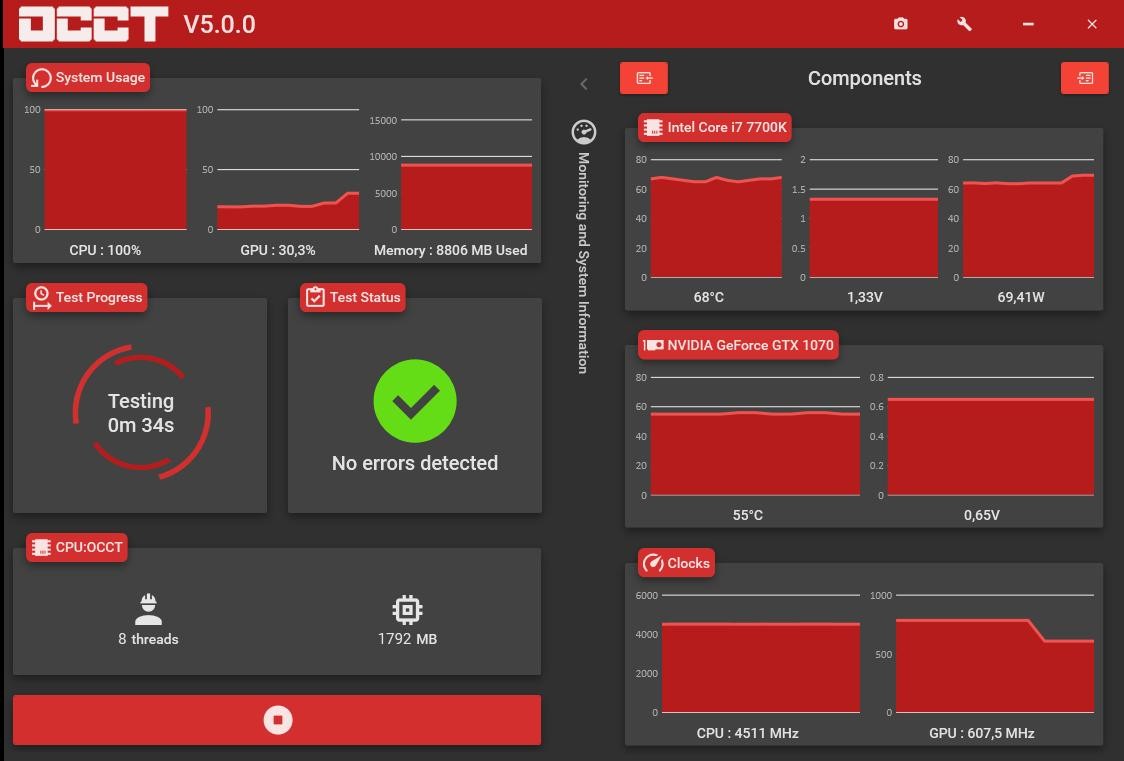 OCCT V5.0.0
System Usage
100
50
0
CPU : 100%
100
50
0
GPU : 30,3%
15000
10000
5000
0
Memory : 8806 MB Used
Test Progress
Testing
0m 34s
Test Status
No errors detected
CPU:OCCT
8 threads
1792 MB
Monitoring and System Information
Components
Intel Core i7 7700K
80
60
40
20
0
68°C
2
1.5
1
0.5
0
1,33V
80
60
40
20
0
69,41W
NVIDIA GeForce GTX 1070
80
60
40
20
0
55°C
0.8
0.6
0.4
0.2
0
0,65V
Clocks
6000
4000
2000
0
CPU : 4511 MHz
1000
500
0
GPU : 607,5 MHz